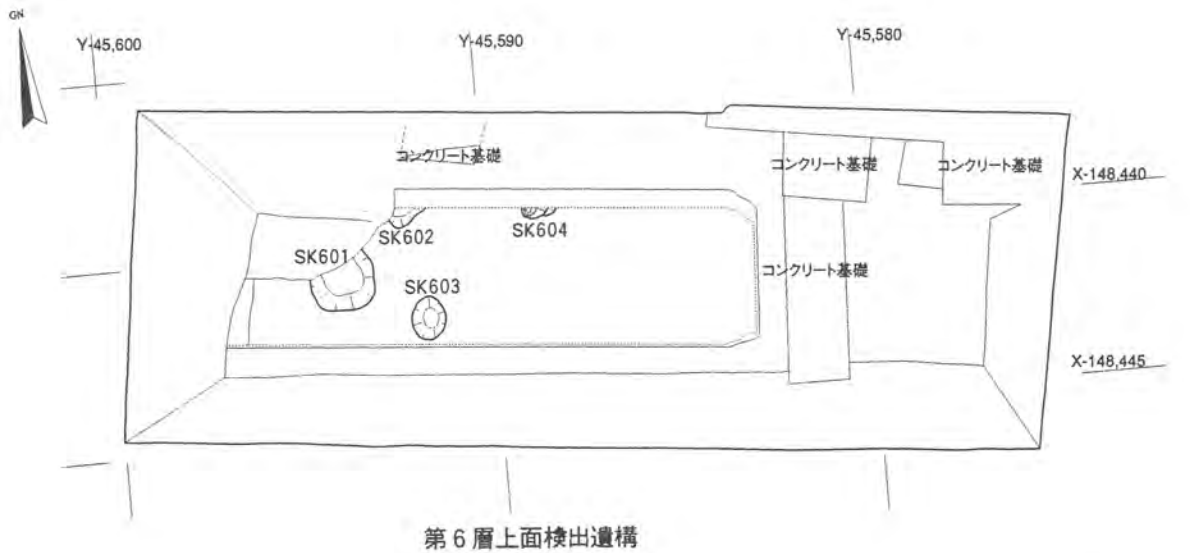 GN
Y-45,600
Y-45,590
Y-45,580
コンクリート基礎
コンクリート基礎
コンクリート基礎
X-148,440
SK602
SK604
SK601
コンクリート基礎
SK603
X-148,445
第6層上面検出遺構